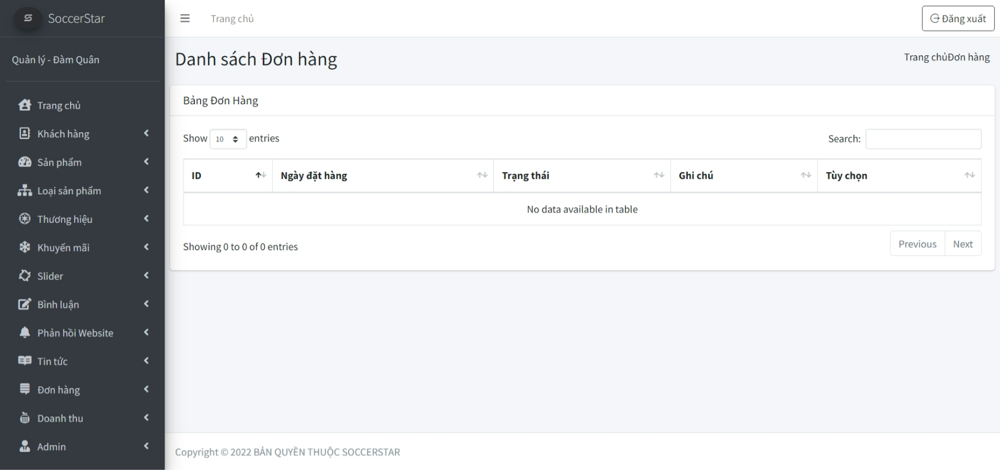 SoccerStar
Trang chủ
Đăng xuất
Quản lý - Đàm Quân
Trang chủ
Khách hàng
Sản phẩm
Loại sản phẩm
Thương hiệu
Khuyến mãi
Slider
Bình luận
Phản hồi Website
Tin tức
Đơn hàng
Doanh thu
Admin
Danh sách Đơn hàng
Trang chủĐơn hàng
Bảng Đơn Hàng
Show 10 entries
Search:
ID Ngày đặt hàng Trạng thái Ghi chú Tùy chọn
No data available in table
Showing 0 to 0 of 0 entries
Previous Next
Copyright © 2022 BẢN QUYỀN THUỘC SOCCERSTAR